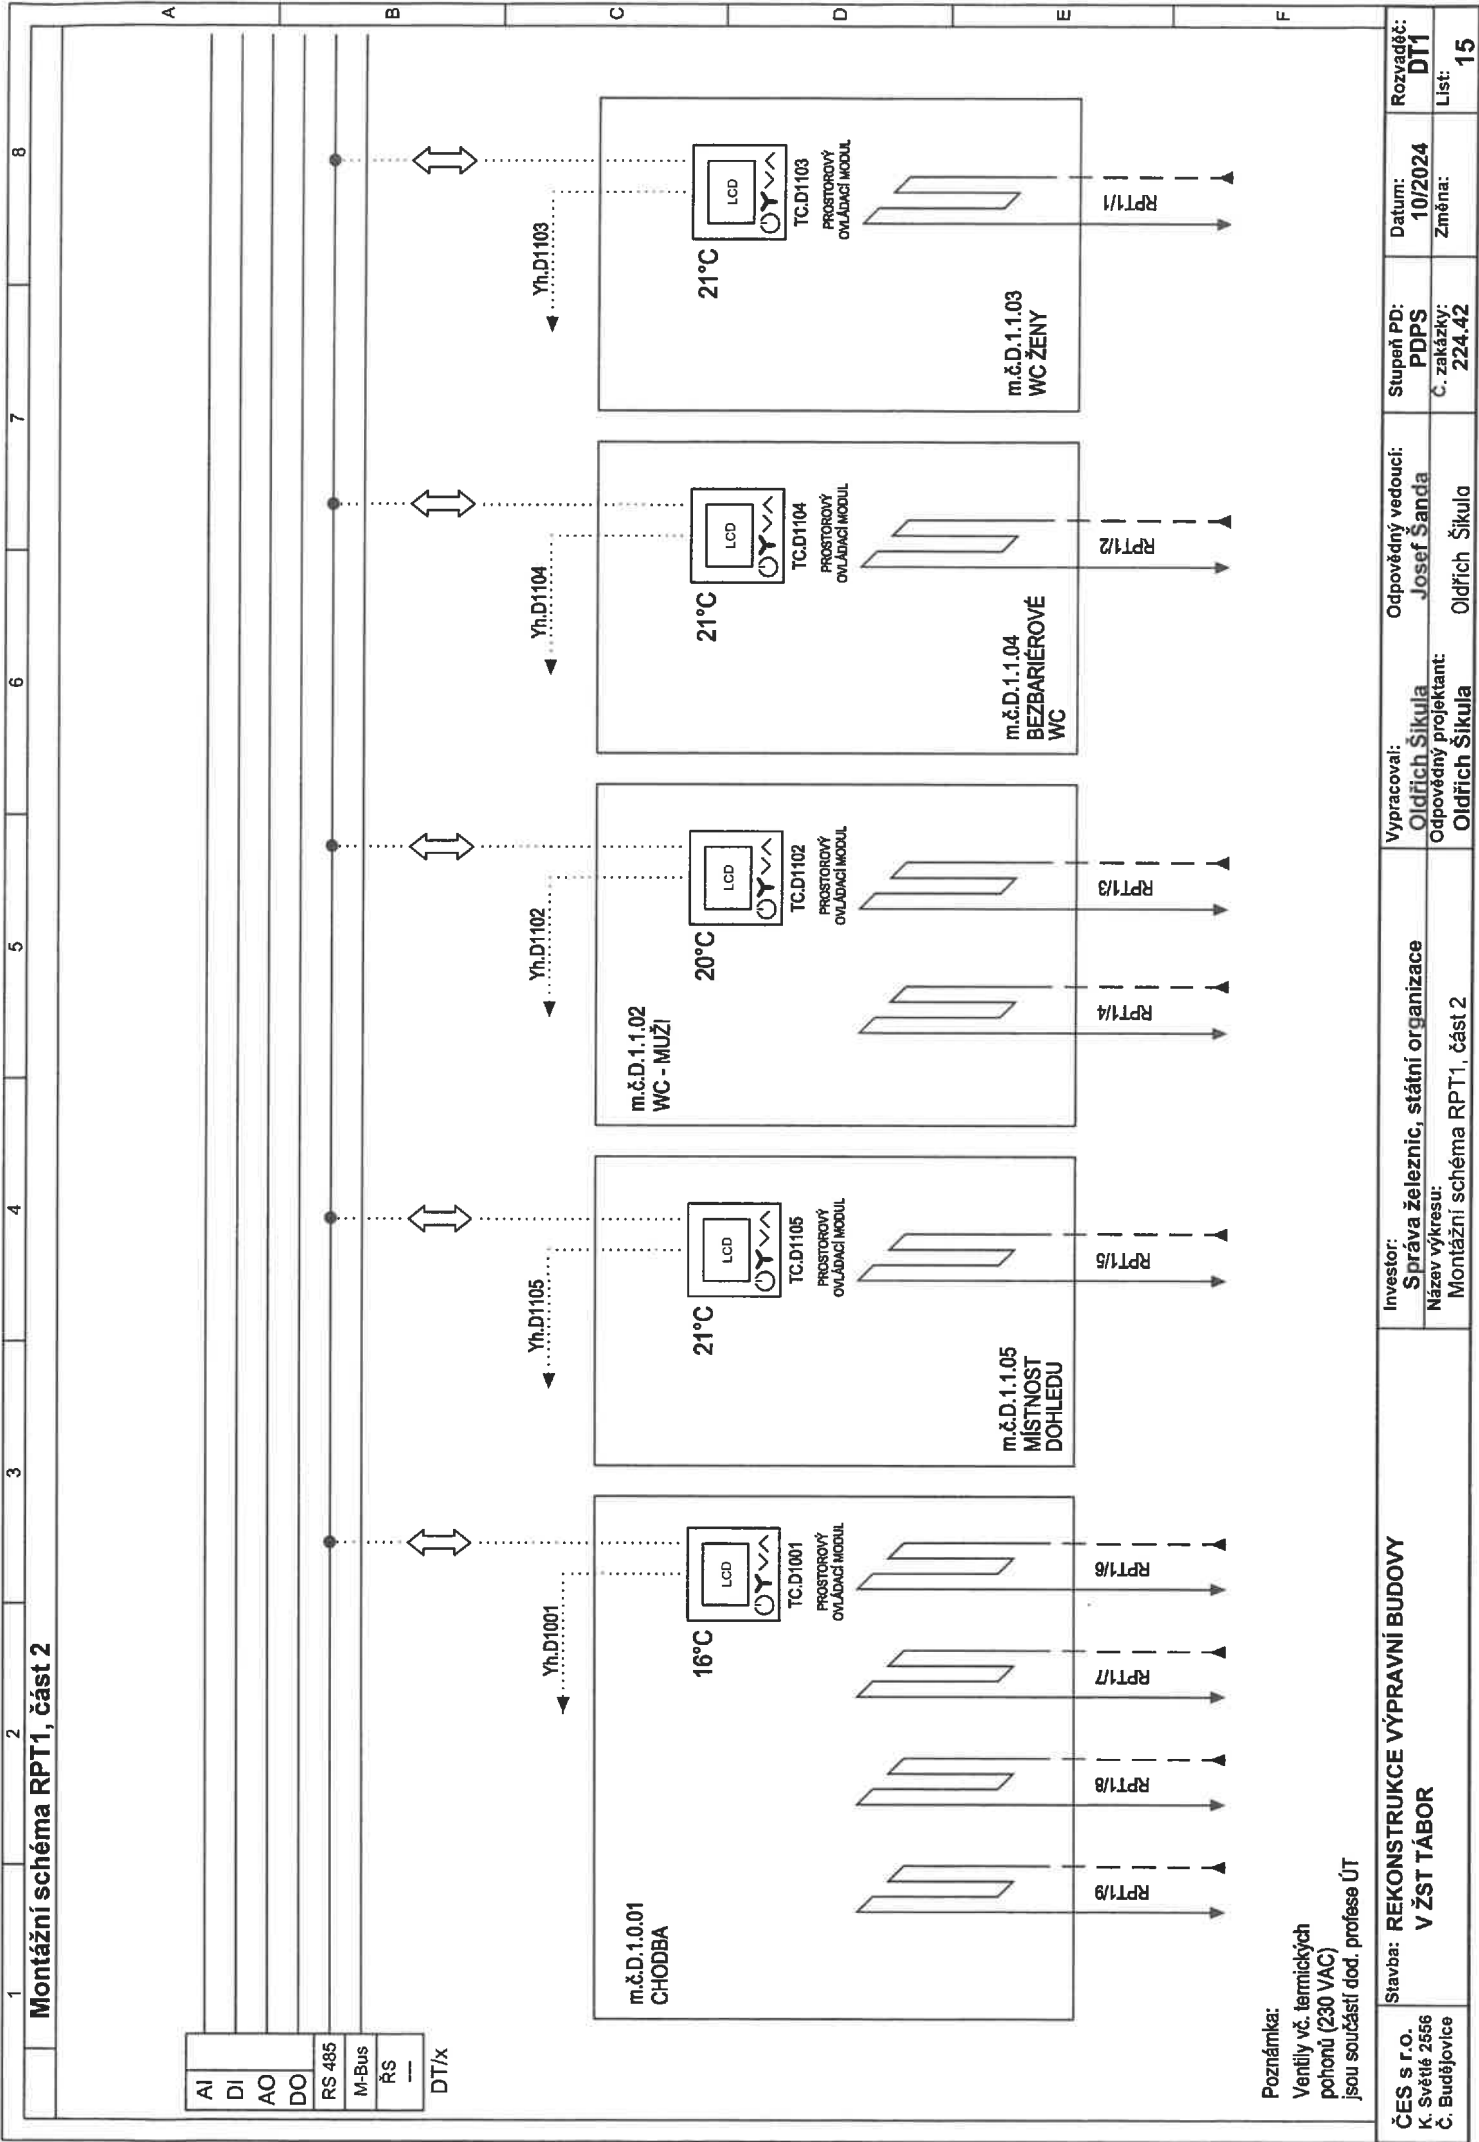 1
2
3
4
5
6
7
8
Montážní schéma RPT1, část 2
A
B
C
D
E
F
AI
DI
AO
DO
RS 485
M-Bus
ŘS
---
DT/x
Yh.D1001
Yh.D1105
Yh.D1102
Yh.D1104
Yh.D1103
m.č.D.1.0.01
CHODBA
16°C
LCD
TC.D1001
PROSTOROVÝ
OVLÁDACÍ MODUL
RPT1/9
RPT1/8
RPT1/7
RPT1/6
21°C
LCD
TC.D1105
PROSTOROVÝ
OVLÁDACÍ MODUL
m.č.D.1.1.05
MÍSTNOST
DOHLEDU
RPT1/5
m.č.D.1.1.02
WC - MUŽI
20°C
LCD
TC.D1102
PROSTOROVÝ
OVLÁDACÍ MODUL
RPT1/4
RPT1/3
21°C
LCD
TC.D1104
PROSTOROVÝ
OVLÁDACÍ MODUL
m.č.D.1.1.04
BEZBARIÉROVÉ
WC
RPT1/2
21°C
LCD
TC.D1103
PROSTOROVÝ
OVLÁDACÍ MODUL
m.č.D.1.1.03
WC ŽENY
RPT1/1
Poznámka:
Ventily vč. termických
pohonů (230 VAC)
jsou součástí dod. profese ÚT
ČES s r.o.
K. Světlé 2556
Č. Budějovice
Stavba: REKONSTRUKCE VÝPRAVNÍ BUDOVY
V ŽST TÁBOR
Investor:
Správa železnic, státní organizace
Název výkresu:
Montážní schéma RPT1, část 2
Vypracoval:
Oldřich Šikula
Odpovědný projektant:
Oldřich Šikula
Odpovědný vedoucí:
Josef Šanda
Oldřich Šikula
Stupeň PD:
PDPS
Č. zakázky:
224.42
Datum:
10/2024
Změna:
Rozvaděč:
DT1
List:
15